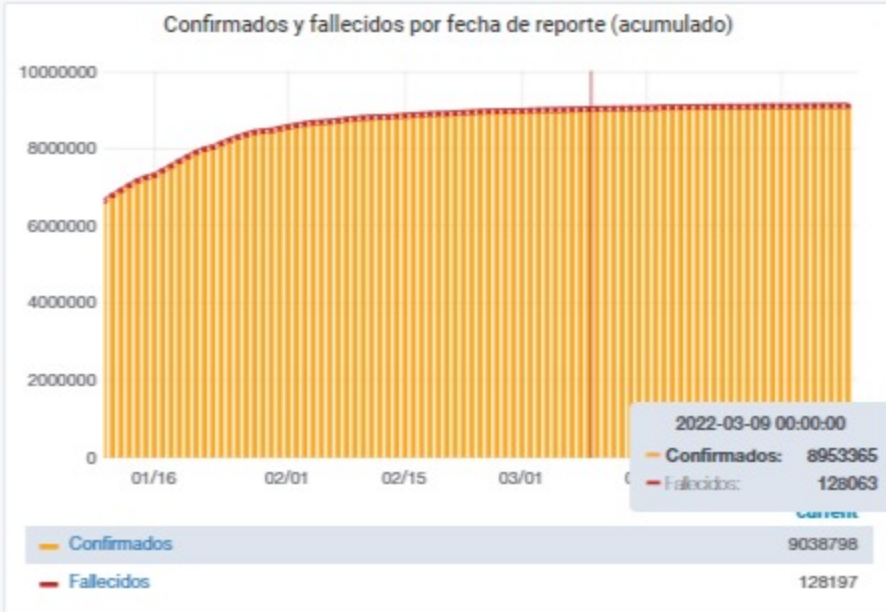 Confirmados y fallecidos por fecha de reporte (acumulado)
10000000
8000000
6000000
4000000
2000000
0
01/16 02/01 02/15 03/01
2022-03-09 00:00:00
Confirmados: 8953365
Fallecidos: 128063
current
Confirmados 9038798
Fallecidos 128197